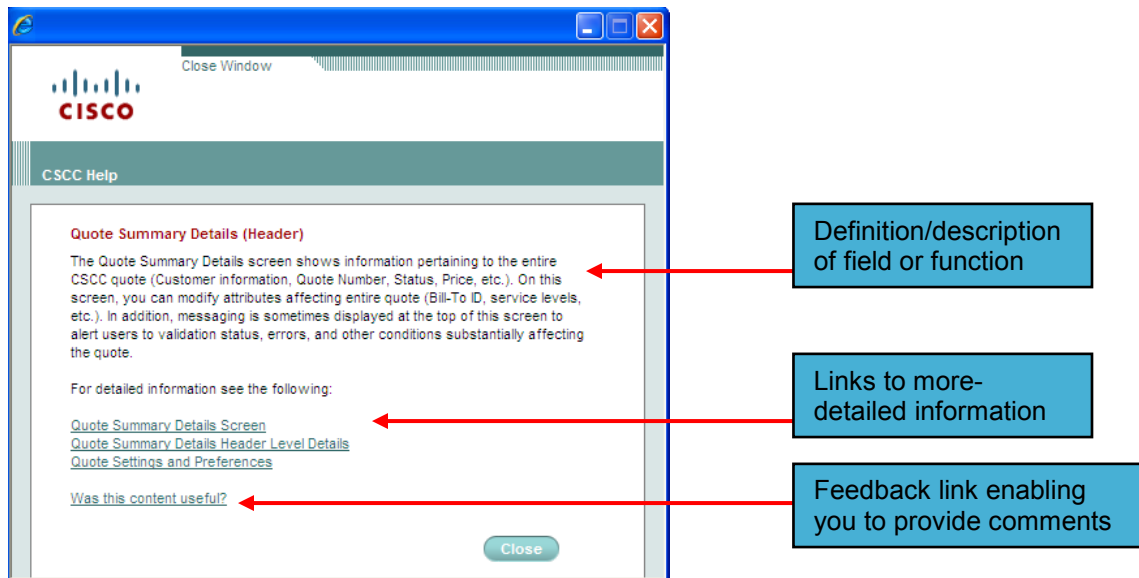 Close Window
CISCO
CSCC Help
Quote Summary Details (Header)
The Quote Summary Details screen shows information pertaining to the entire
CSCC quote (Customer information, Quote Number, Status, Price, etc.). On this
screen, you can modify attributes affecting entire quote (Bill-To ID, service levels,
etc.). In addition, messaging is sometimes displayed at the top of this screen to
alert users to validation status, errors, and other conditions substantially affecting
the quote.
For detailed information see the following:
Quote Summary Details Screen
Quote Summary Details Header Level Details
Quote Settings and Preferences
Was this content useful?
Close
Definition/description
of field or function
Links to more-
detailed information
Feedback link enabling
you to provide comments